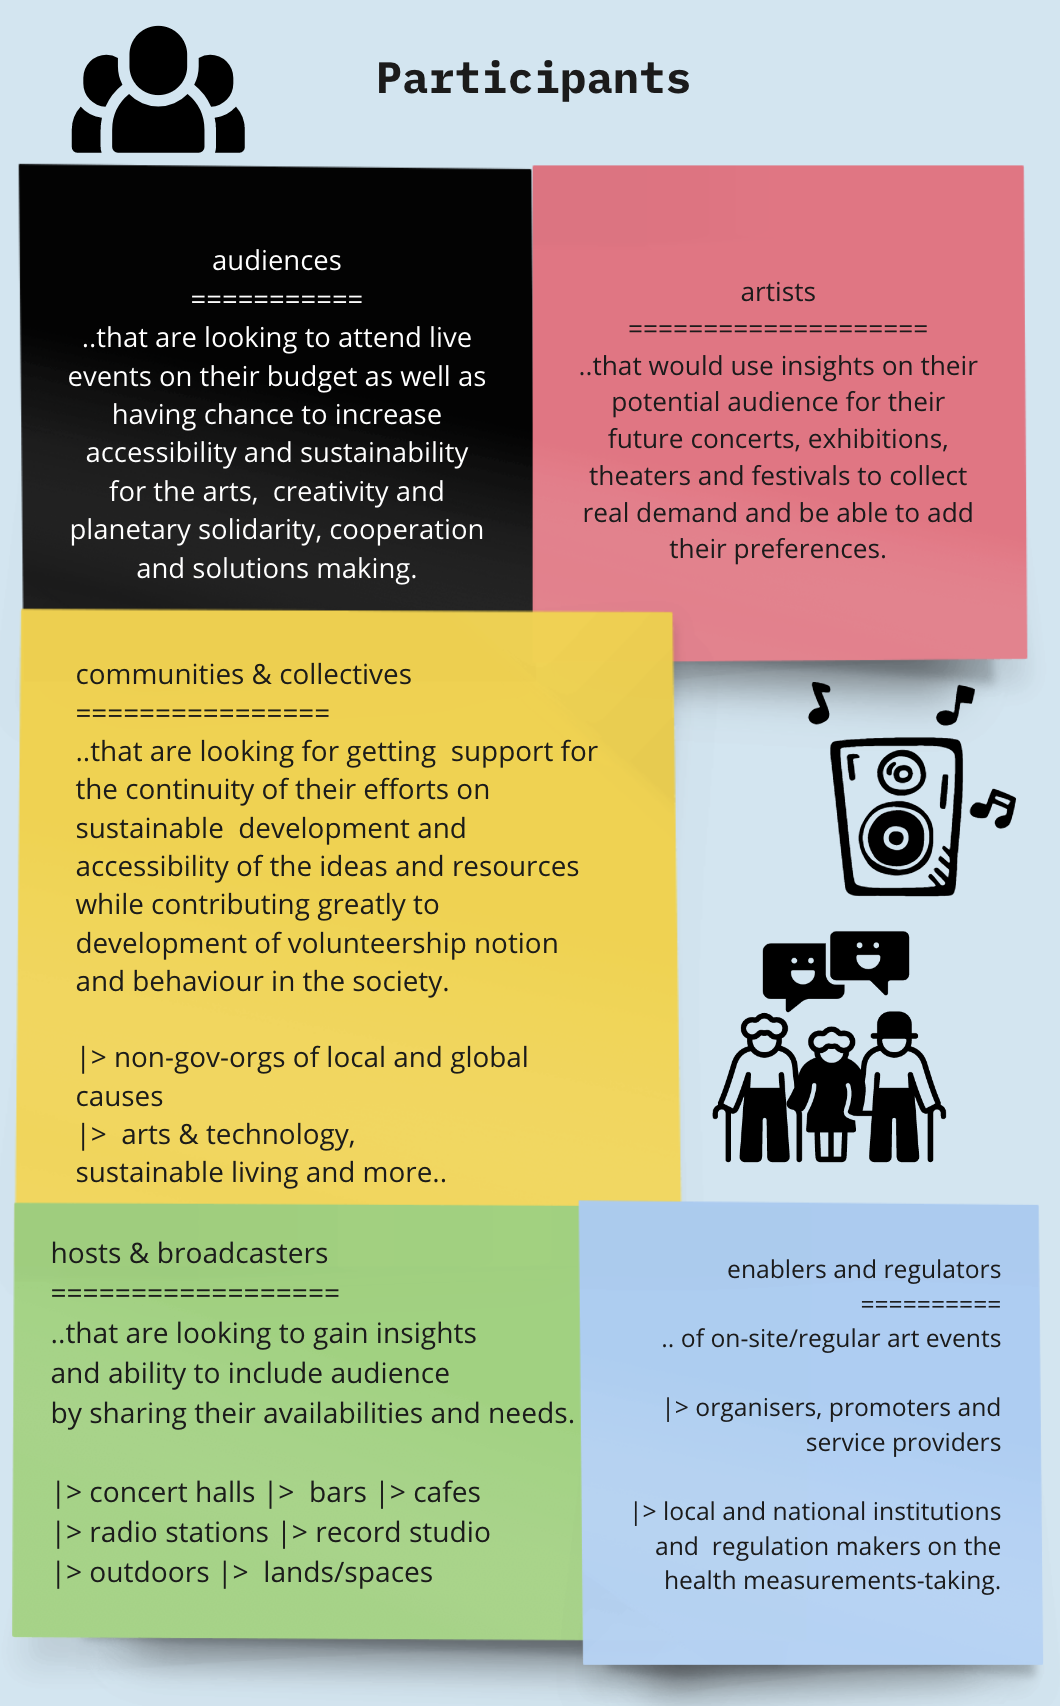 Participants
audiences
===========
..that are looking to attend live
events on their budget as well as
having chance to increase
accessibility and sustainability
for the arts,  creativity and
planetary solidarity, cooperation
and solutions making.
artists
====================
..that would use insights on their
potential audience for their
future concerts, exhibitions,
theaters and festivals to collect
real demand and be able to add
their preferences.
communities & collectives
================
..that are looking for getting  support for
the continuity of their efforts on
sustainable  development and
accessibility of the ideas and resources
while contributing greatly to
development of volunteership notion
and behaviour in the society.
|> non-gov-orgs of local and global
causes
|>  arts & technology,
sustainable living and more..
hosts & broadcasters
==================
..that are looking to gain insights
and ability to include audience
by sharing their availabilities and needs.
|> concert halls |>  bars |> cafes
|> radio stations |> record studio
|> outdoors |>  lands/spaces
enablers and regulators
==========
.. of on-site/regular art events
|> organisers, promoters and
service providers
|> local and national institutions
and  regulation makers on the
health measurements-taking.